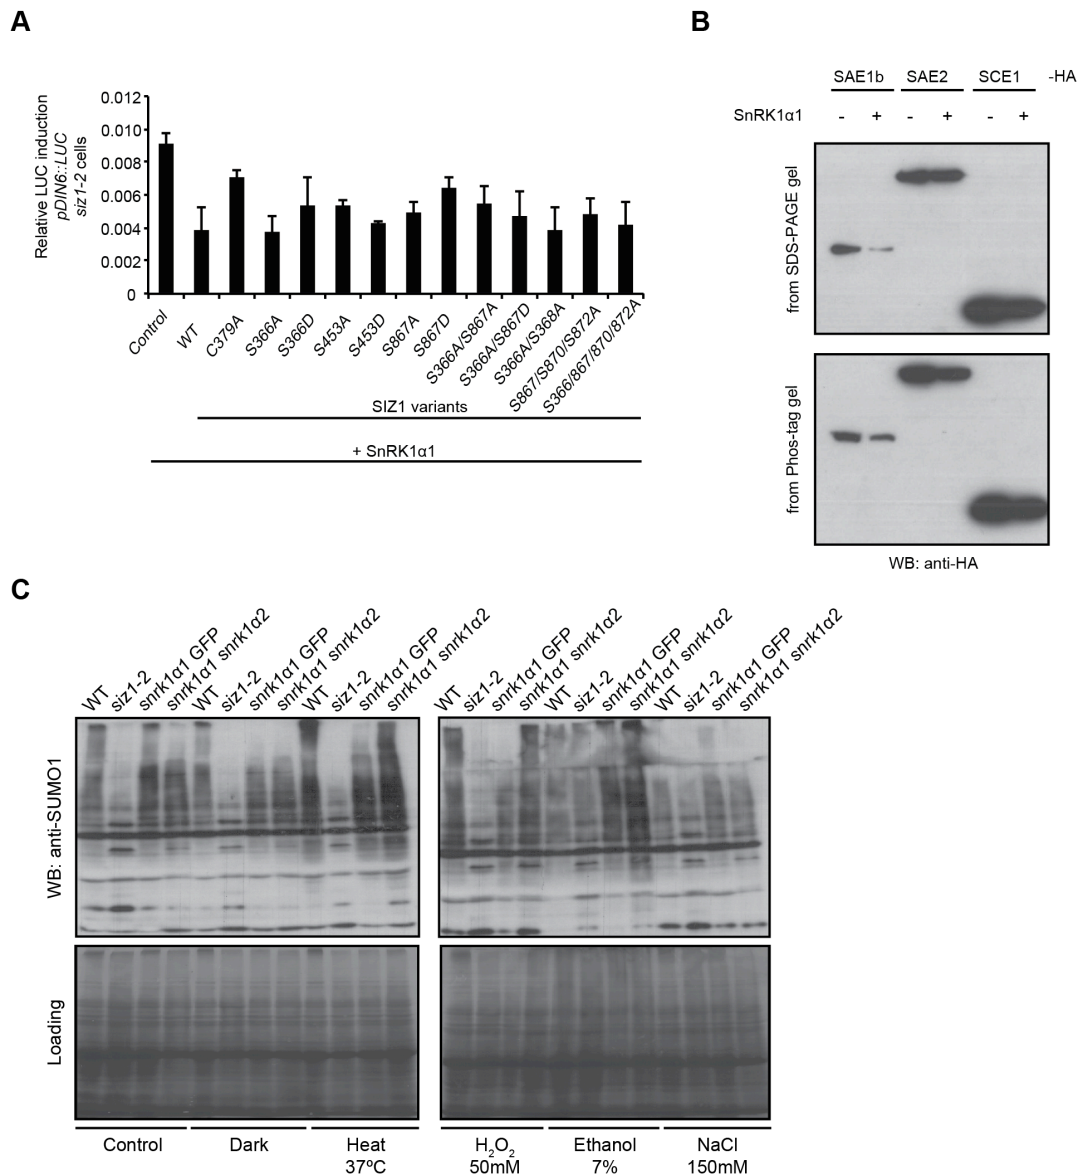 A
Relative LUC induction
pDIN6::LUC
siz1-2 cells
0.012
0.010
0.008
0.006
0.004
0.002
0
Control
WT
C379A
S366A
S366D
S453A
S453D
S867A
S867D
S366A/S867A
S366A/S867D
S366A/S368A
S867/S870/S872A
S366/867/870/872A
SIZ1 variants
+ SnRK1α1
B
SAE1b SAE2 SCE1 -HA
SnRK1α1 - + - + - +
from SDS-PAGE gel
from Phos-tag gel
WB: anti-HA
C
WT
siz1-2
snrk1α1 GFP
snrk1α1 snrk1α2
WT
siz1-2
snrk1α1 GFP
snrk1α1 snrk1α2
WT
siz1-2
snrk1α1 GFP
snrk1α1 snrk1α2
WT
siz1-2
snrk1α1 GFP
snrk1α1 snrk1α2
WT
siz1-2
snrk1α1 GFP
snrk1α1 snrk1α2
WT
siz1-2
snrk1α1 GFP
snrk1α1 snrk1α2
WB: anti-SUMO1
Loading
Control Dark Heat H₂O₂ Ethanol NaCl
37ºC 50mM 7% 150mM